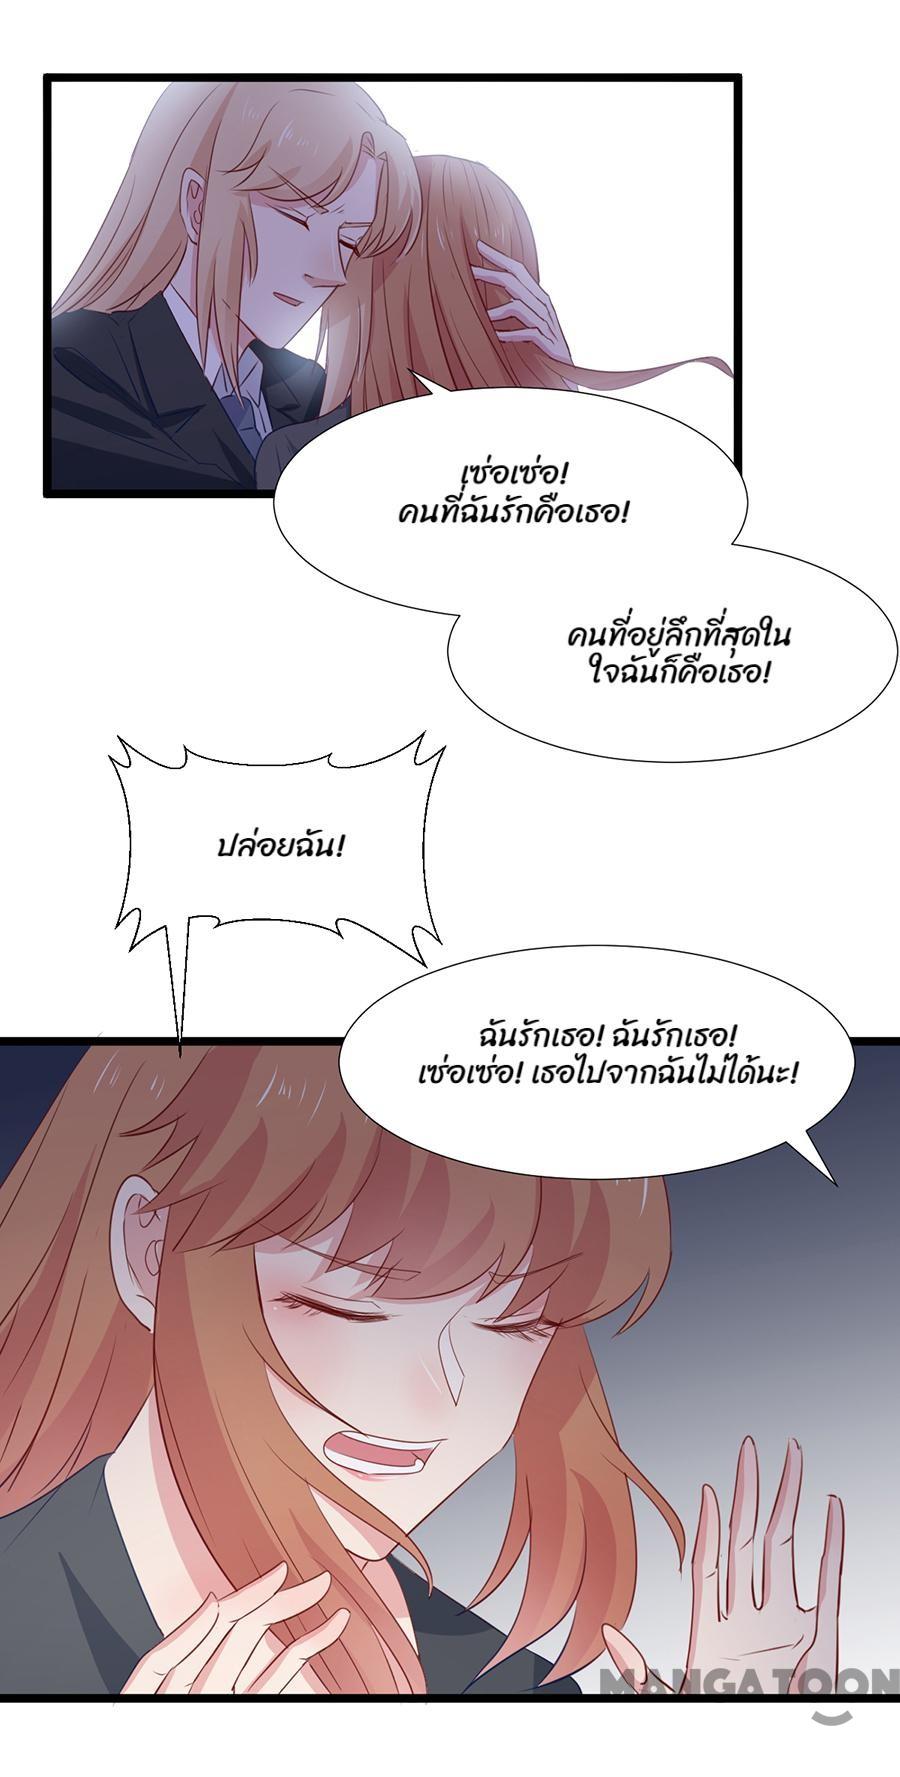 เซ่อเซ่อ!
คนที่ฉันรักคือเธอ!
คนที่อยู่ลึกที่สุดใน
ใจฉันก็คือเธอ!
ปล่อยฉัน!
ฉันรักเธอ! ฉันรักเธอ!
เซ่อเซ่อ! เธอไปจากฉันไม่ได้นะ!
MANGATOON